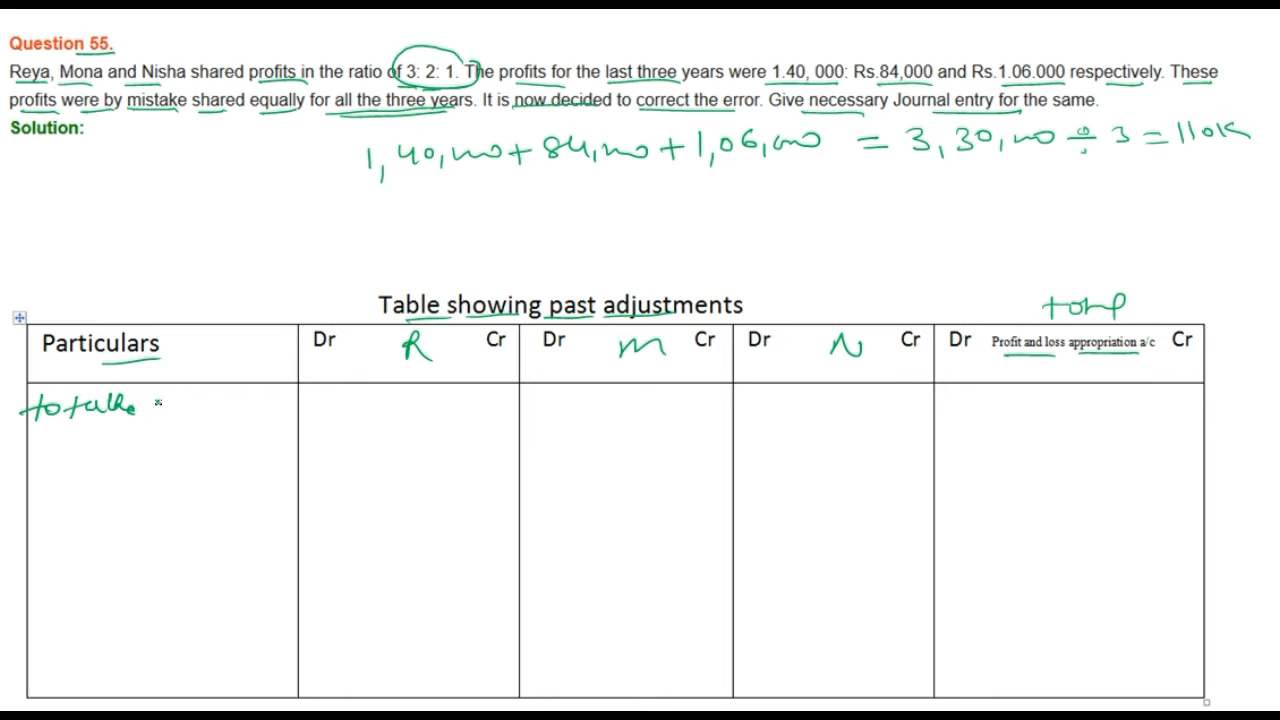 Question 55.
Reya, Mona and Nisha shared profits in the ratio of 3: 2: 1. The profits for the last three years were 1.40, 000: Rs.84,000 and Rs.1.06.000 respectively. These
profits were by mistake shared equally for all the three years. It is now decided to correct the error. Give necessary Journal entry for the same.
Solution:
1,40,000 + 84,000 + 1,06,000 = 3,30,000 ÷ 3 = 110K
Table showing past adjustments
Particulars Dr R Cr Dr M Cr Dr N Cr Dr Profit and loss appropriation a/c Cr